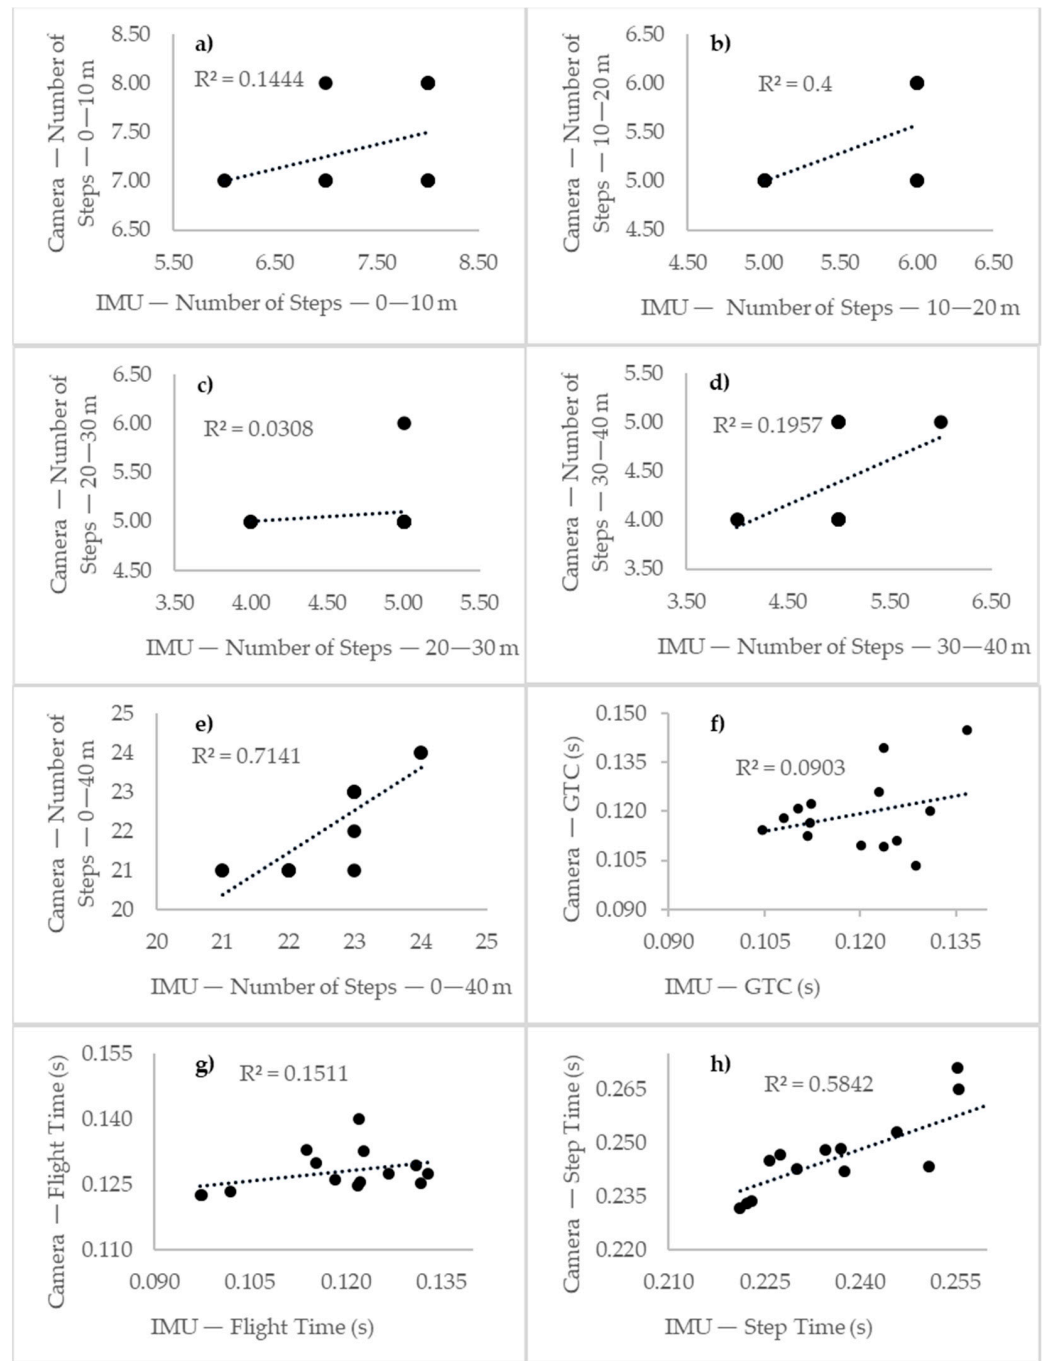 Camera — Number of
Steps — 0—10 m
a)
R² = 0.1444
8.50
8.00
7.50
7.00
6.50
5.50 6.50 7.50 8.50
IMU — Number of Steps — 0—10 m
Camera — Number of
Steps — 10—20 m
b)
R² = 0.4
6.50
6.00
5.50
5.00
4.50
4.50 5.00 5.50 6.00 6.50
IMU — Number of Steps — 10—20 m
Camera — Number of
Steps — 20—30 m
c)
R² = 0.0308
6.50
6.00
5.50
5.00
4.50
3.50 4.00 4.50 5.00 5.50
IMU — Number of Steps — 20—30 m
Camera — Number of
Steps — 30—40 m
d)
R² = 0.1957
5.50
5.00
4.50
4.00
3.50
3.50 4.50 5.50 6.50
IMU — Number of Steps — 30—40 m
Camera — Number of
Steps — 0—40 m
e)
R² = 0.7141
25
24
23
22
21
20
20 21 22 23 24 25
IMU — Number of Steps — 0—40 m
Camera — GTC (s)
f)
R² = 0.0903
0.150
0.135
0.120
0.105
0.090
0.090 0.105 0.120 0.135
IMU — GTC (s)
Camera — Flight Time (s)
g)
R² = 0.1511
0.155
0.140
0.125
0.110
0.090 0.105 0.120 0.135
IMU — Flight Time (s)
Camera — Step Time (s)
h)
R² = 0.5842
0.265
0.250
0.235
0.220
0.210 0.225 0.240 0.255
IMU — Step Time (s)